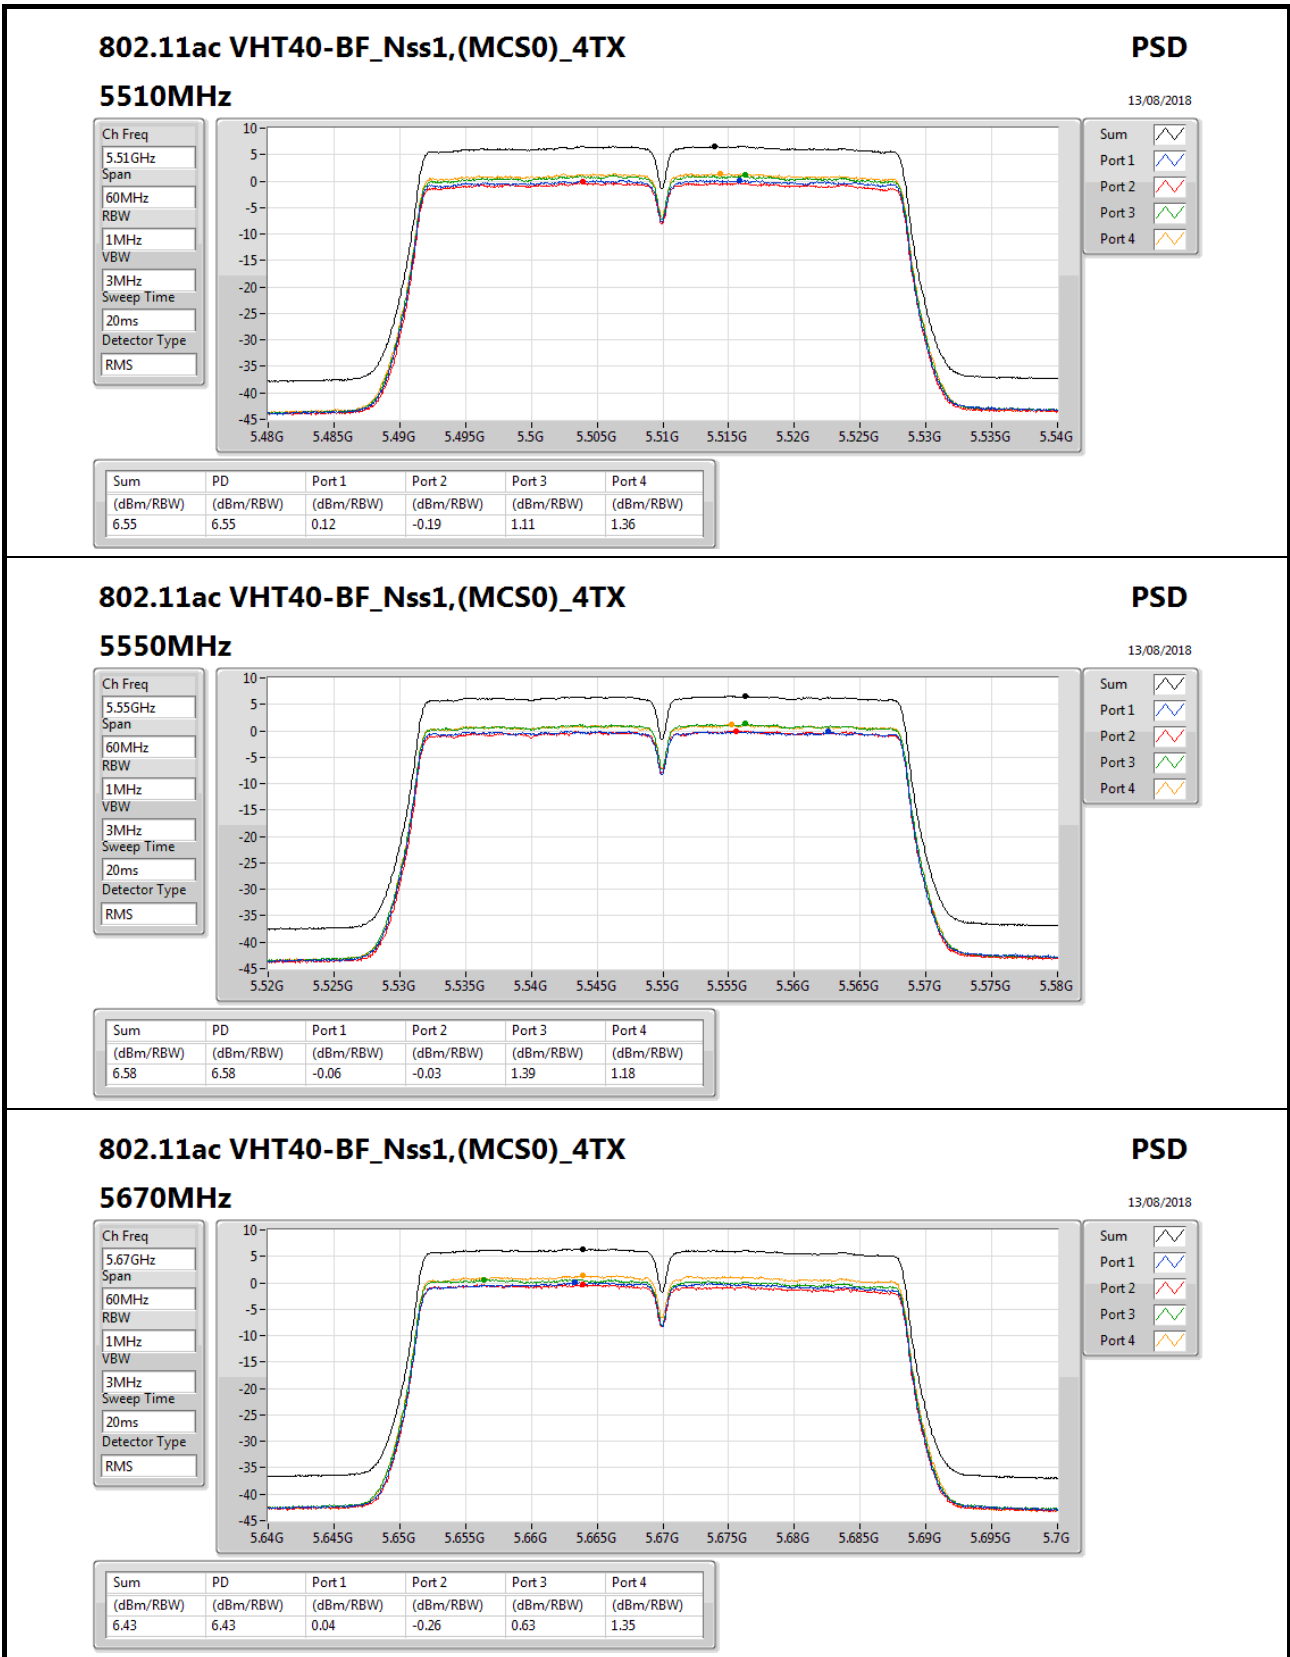 802.11ac VHT40-BF_Nss1,(MCS0)_4TX PSD
5510MHz 13/08/2018
Ch Freq
5.51GHz
Span
60MHz
RBW
1MHz
VBW
3MHz
Sweep Time
20ms
Detector Type
RMS
10
5
0
-5
-10
-15
-20
-25
-30
-35
-40
-45
5.48G 5.485G 5.49G 5.495G 5.5G 5.505G 5.51G 5.515G 5.52G 5.525G 5.53G 5.535G 5.54G
Sum
Port 1
Port 2
Port 3
Port 4
Sum PD Port 1 Port 2 Port 3 Port 4
(dBm/RBW) (dBm/RBW) (dBm/RBW) (dBm/RBW) (dBm/RBW) (dBm/RBW)
6.55 6.55 0.12 -0.19 1.11 1.36
802.11ac VHT40-BF_Nss1,(MCS0)_4TX PSD
5550MHz 13/08/2018
Ch Freq
5.55GHz
Span
60MHz
RBW
1MHz
VBW
3MHz
Sweep Time
20ms
Detector Type
RMS
10
5
0
-5
-10
-15
-20
-25
-30
-35
-40
-45
5.52G 5.525G 5.53G 5.535G 5.54G 5.545G 5.55G 5.555G 5.56G 5.565G 5.57G 5.575G 5.58G
Sum
Port 1
Port 2
Port 3
Port 4
Sum PD Port 1 Port 2 Port 3 Port 4
(dBm/RBW) (dBm/RBW) (dBm/RBW) (dBm/RBW) (dBm/RBW) (dBm/RBW)
6.58 6.58 -0.06 -0.03 1.39 1.18
802.11ac VHT40-BF_Nss1,(MCS0)_4TX PSD
5670MHz 13/08/2018
Ch Freq
5.67GHz
Span
60MHz
RBW
1MHz
VBW
3MHz
Sweep Time
20ms
Detector Type
RMS
10
5
0
-5
-10
-15
-20
-25
-30
-35
-40
-45
5.64G 5.645G 5.65G 5.655G 5.66G 5.665G 5.67G 5.675G 5.68G 5.685G 5.69G 5.695G 5.7G
Sum
Port 1
Port 2
Port 3
Port 4
Sum PD Port 1 Port 2 Port 3 Port 4
(dBm/RBW) (dBm/RBW) (dBm/RBW) (dBm/RBW) (dBm/RBW) (dBm/RBW)
6.43 6.43 0.04 -0.26 0.63 1.35